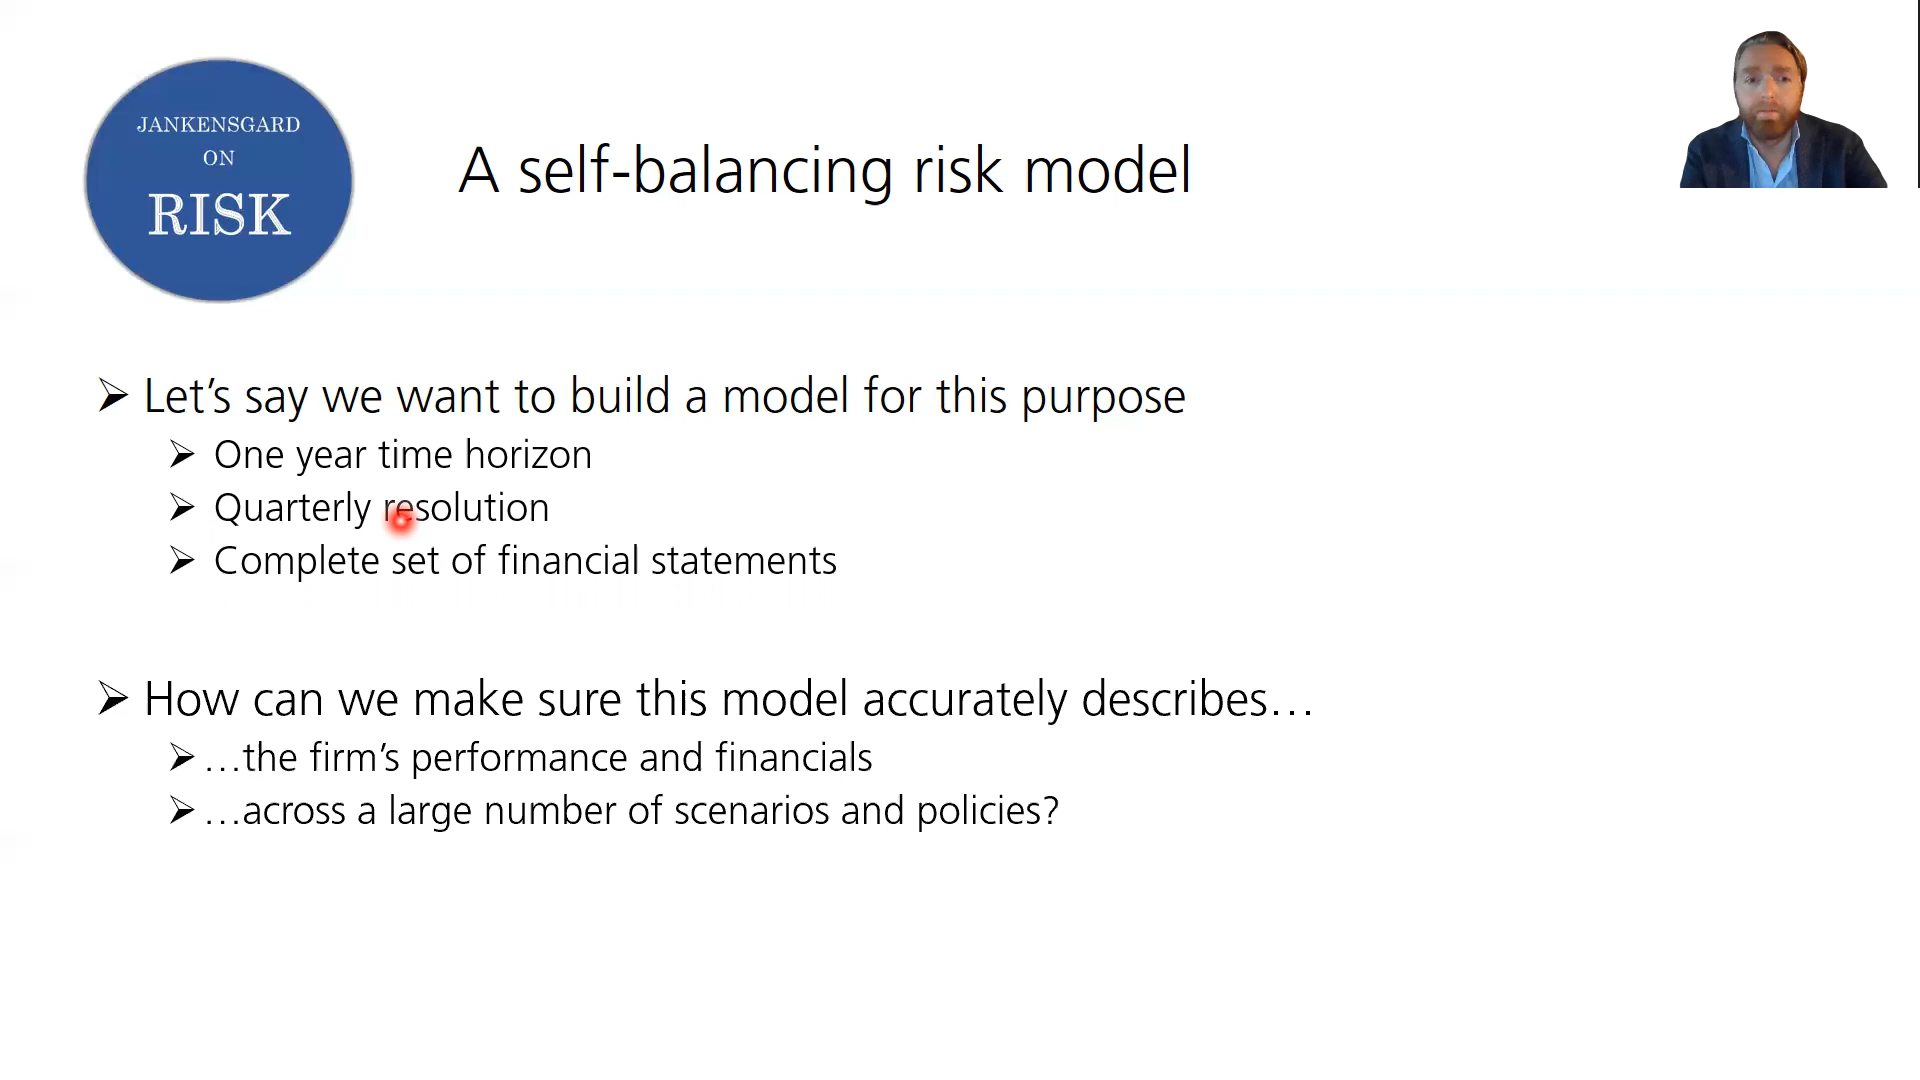 JANKENSGARD
ON
RISK
A self-balancing risk model
Let’s say we want to build a model for this purpose
One year time horizon
Quarterly resolution
Complete set of financial statements
How can we make sure this model accurately describes…
…the firm’s performance and financials
…across a large number of scenarios and policies?